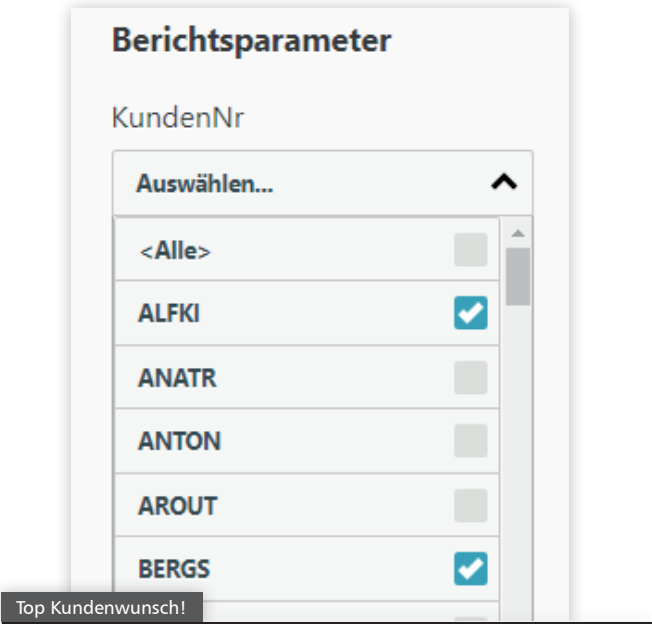 Berichtsparameter
KundenNr
Auswählen...
<Alle>
ALFKI
ANATR
ANTON
AROUT
BERGS
Top Kundenwunsch!